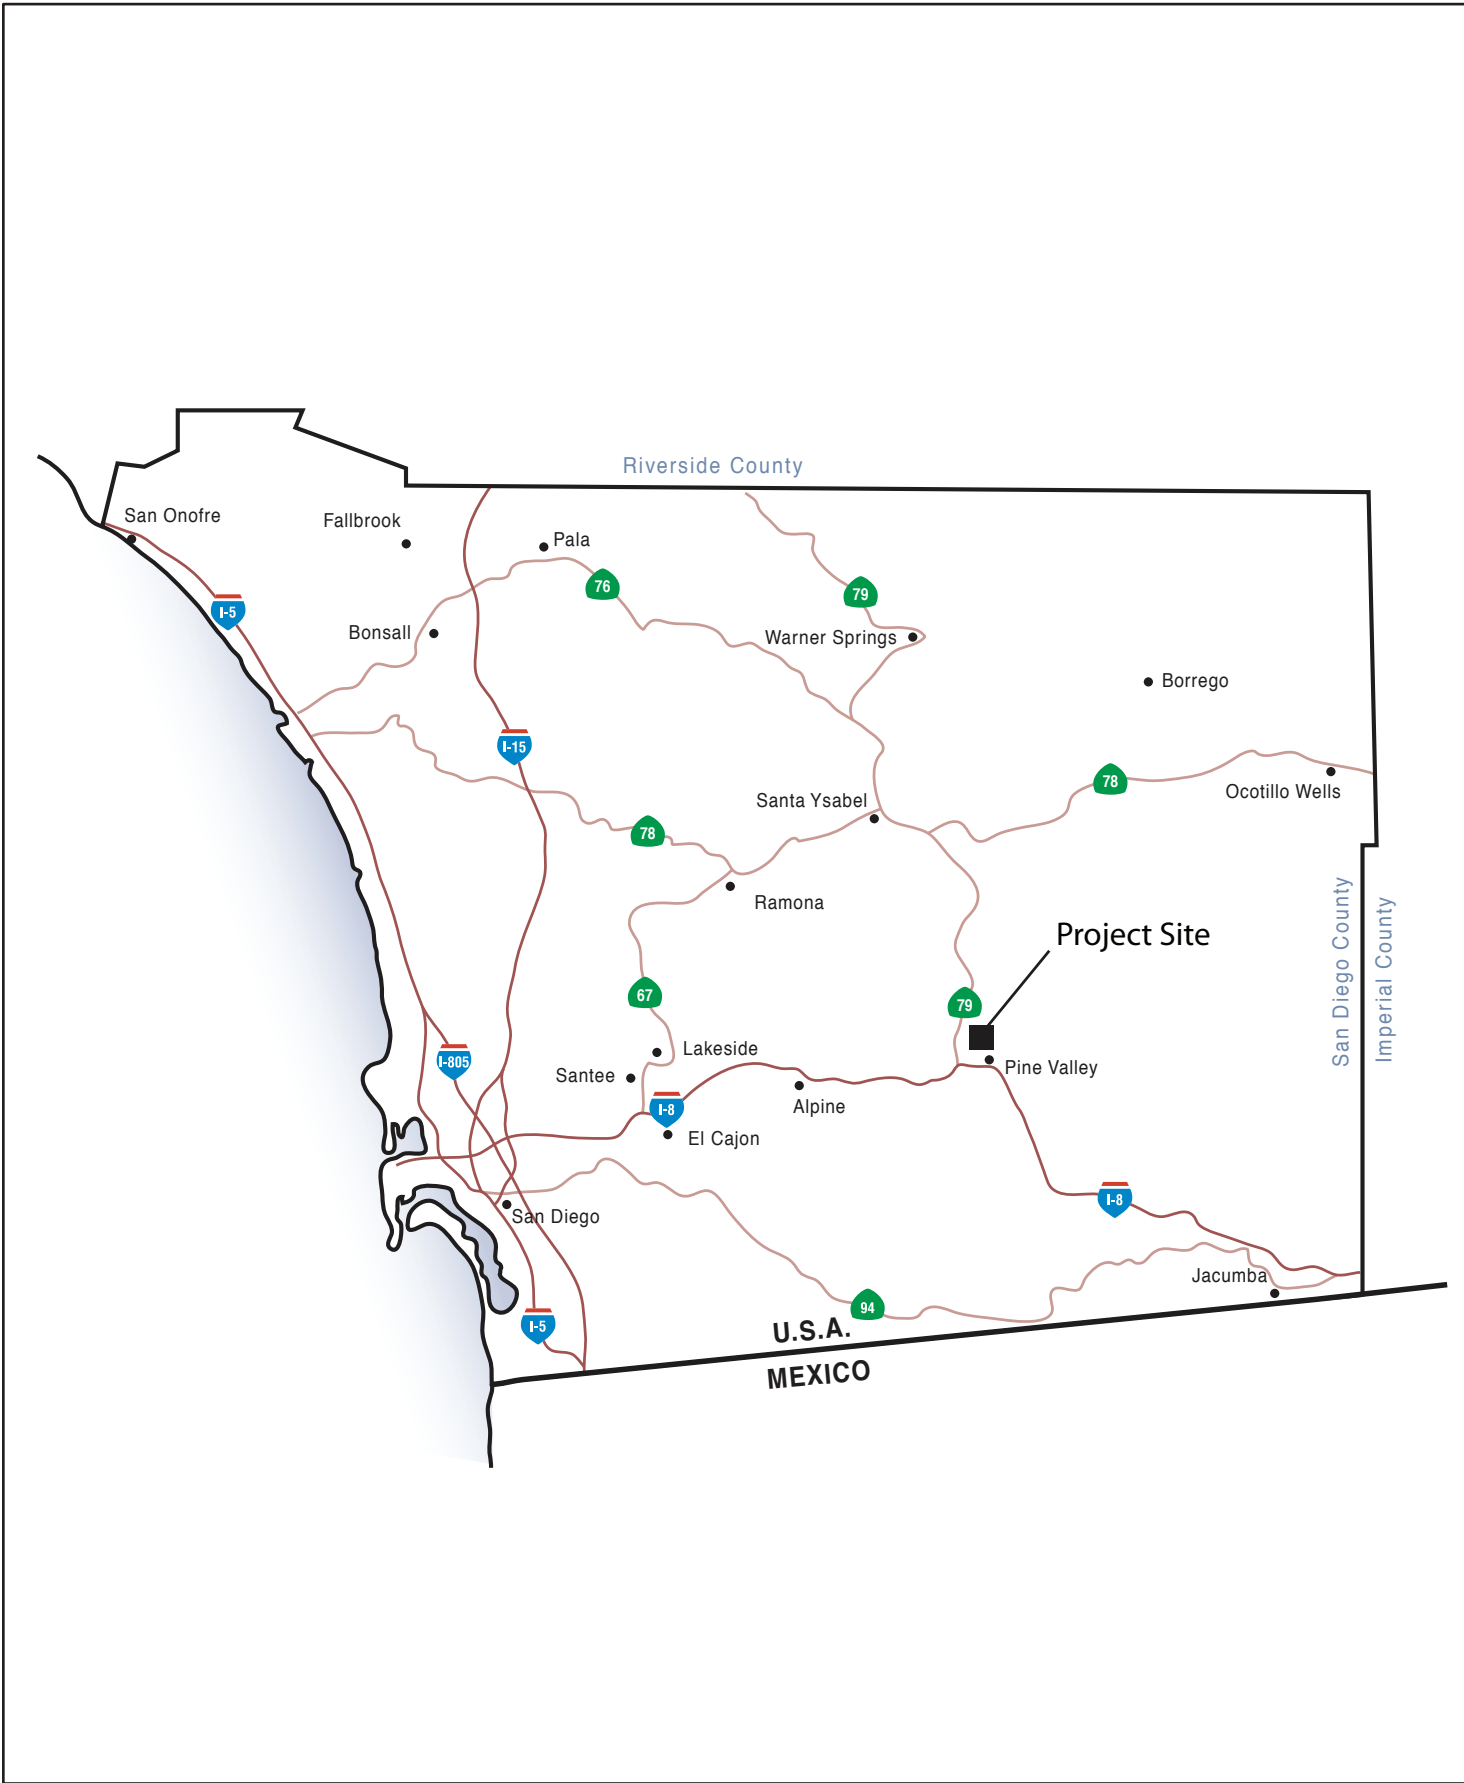 Riverside County
San Onofre
Fallbrook
Pala
76
79
I-5
Bonsall
Warner Springs
Borrego
I-15
78
Ocotillo Wells
Santa Ysabel
78
Ramona
San Diego County
Imperial County
Project Site
67
79
Lakeside
I-805
Santee
Pine Valley
I-8
Alpine
El Cajon
I-8
San Diego
Jacumba
94
I-5
U.S.A.
MEXICO